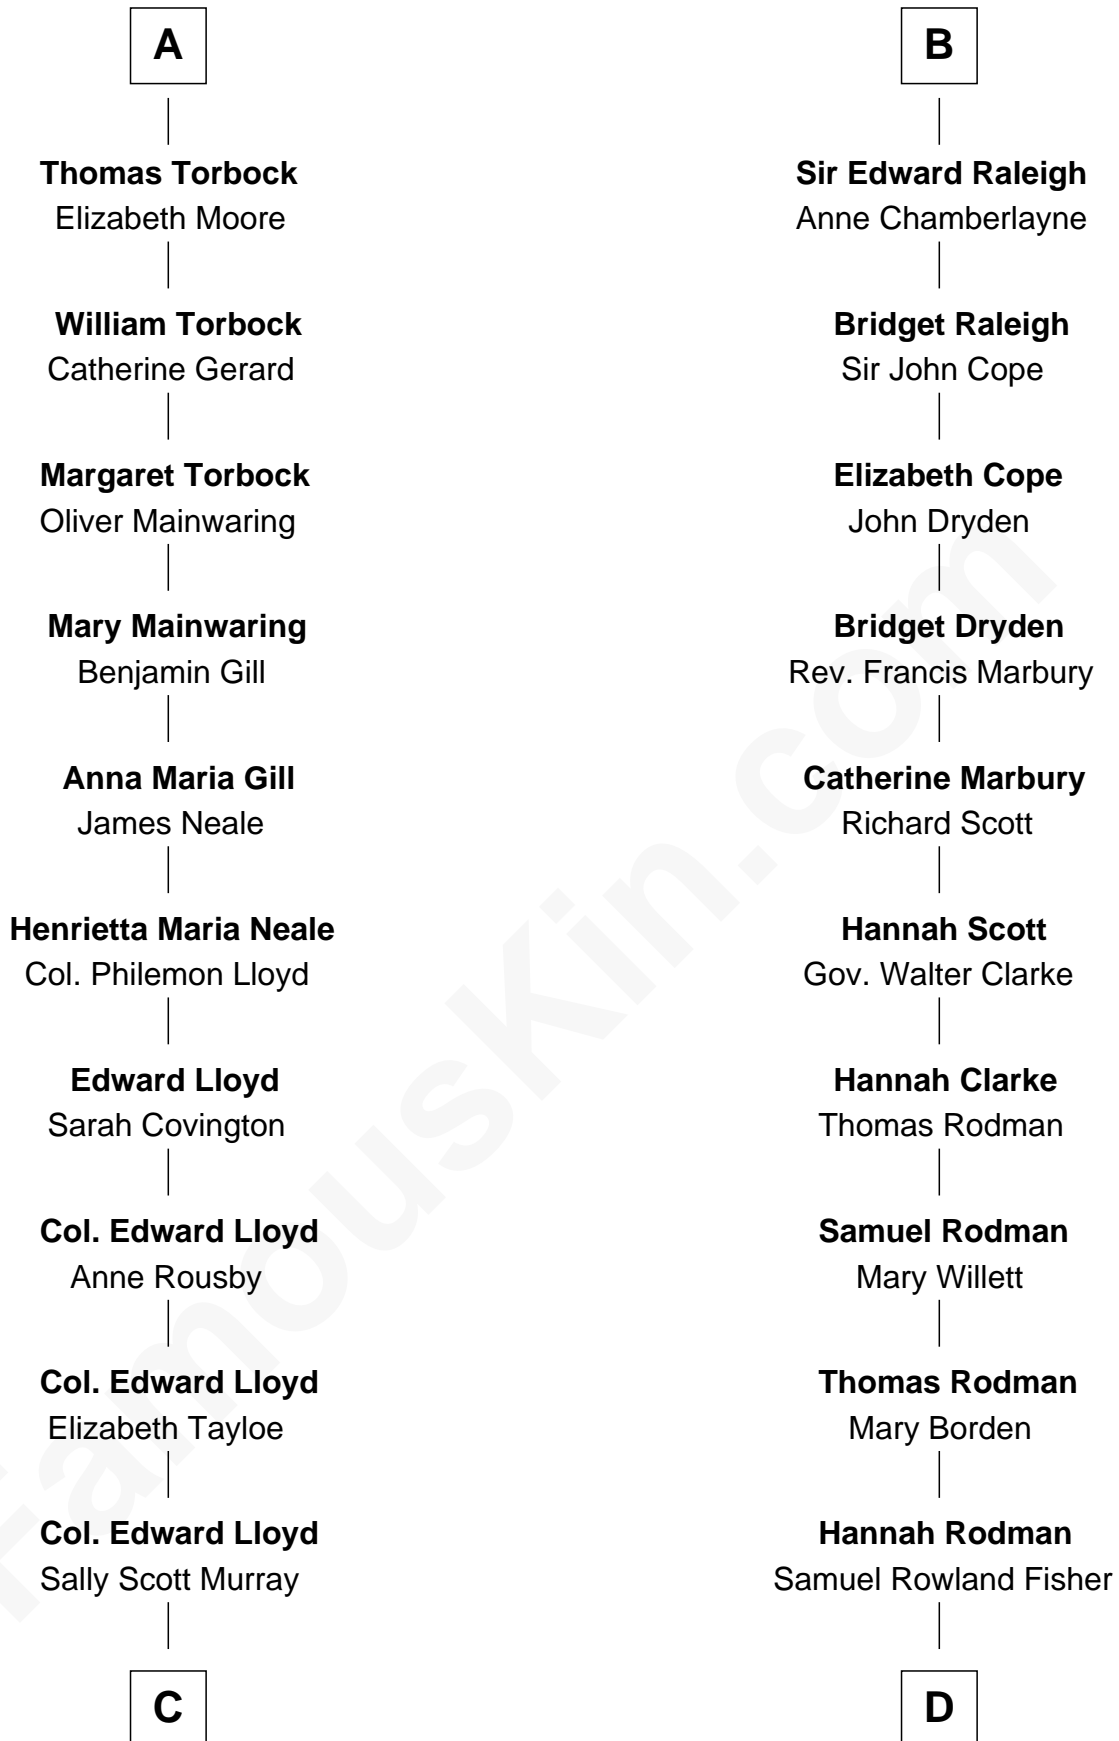 A
Thomas Torbock
Elizabeth Moore
William Torbock
Catherine Gerard
Margaret Torbock
Oliver Mainwaring
Mary Mainwaring
Benjamin Gill
Anna Maria Gill
James Neale
Henrietta Maria Neale
Col. Philemon Lloyd
Edward Lloyd
Sarah Covington
Col. Edward Lloyd
Anne Rousby
Col. Edward Lloyd
Elizabeth Tayloe
Col. Edward Lloyd
Sally Scott Murray
C
B
Sir Edward Raleigh
Anne Chamberlayne
Bridget Raleigh
Sir John Cope
Elizabeth Cope
John Dryden
Bridget Dryden
Rev. Francis Marbury
Catherine Marbury
Richard Scott
Hannah Scott
Gov. Walter Clarke
Hannah Clarke
Thomas Rodman
Samuel Rodman
Mary Willett
Thomas Rodman
Mary Borden
Hannah Rodman
Samuel Rowland Fisher
D
FamousKin.com